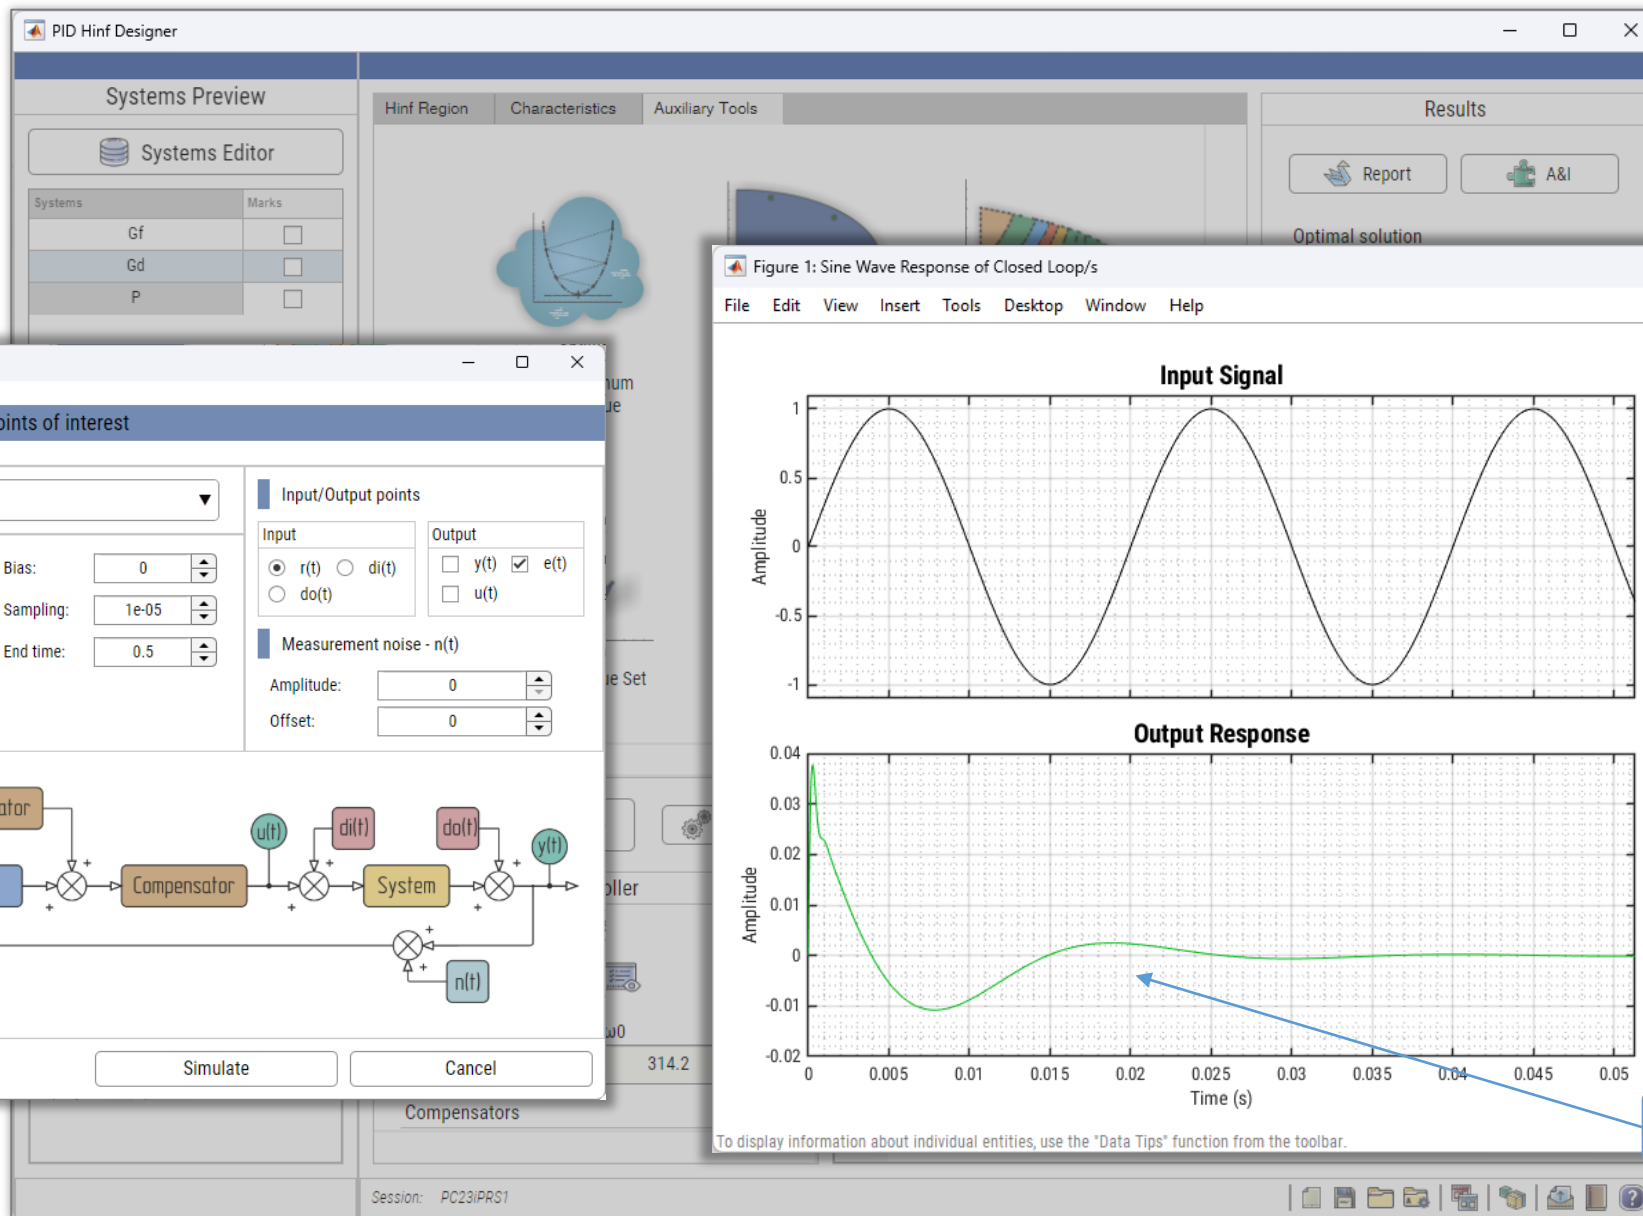 PID Hinf Designer
Systems Preview
Systems Editor
Systems Marks
Gf
Gd
P
Hinf Region Characteristics Auxiliary Tools
Results
Report A&I
Optimal solution
Figure 1: Sine Wave Response of Closed Loop/s
File Edit View Insert Tools Desktop Window Help
Input Signal
Amplitude
1
0.5
0
-0.5
-1
Output Response
Amplitude
0.04
0.03
0.02
0.01
0
-0.01
-0.02
0 0.005 0.01 0.015 0.02 0.025 0.03 0.035 0.04 0.045 0.05
Time (s)
To display information about individual entities, use the "Data Tips" function from the toolbar.
oints of interest
Bias: 0
Sampling: 1e-05
End time: 0.5
Input/Output points
Input
r(t) di(t)
do(t)
Output
y(t) e(t)
u(t)
Measurement noise - n(t)
Amplitude: 0
Offset: 0
ator
u(t) di(t) do(t) y(t)
Compensator System
+ + + + + + + +
n(t)
Simulate Cancel
num
ue
ue Set
oller
ω0
314.2
Compensators
Session: PC23iPRS1